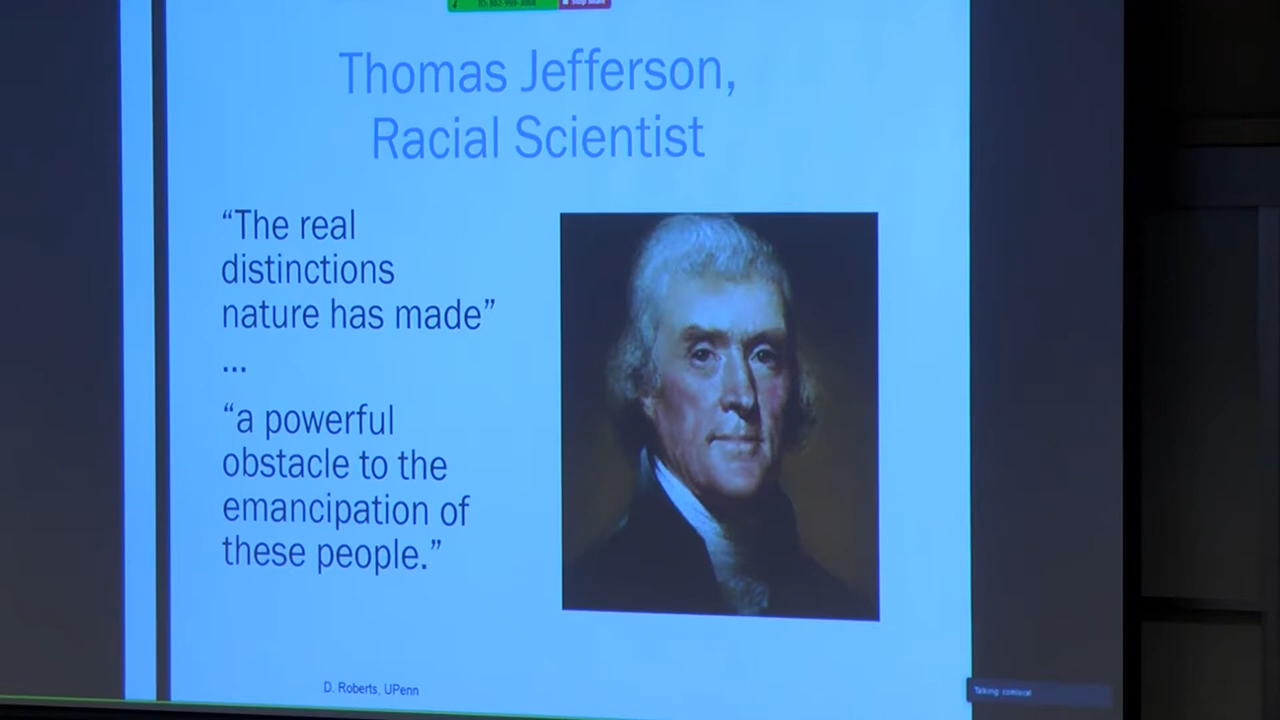 Thomas Jefferson,
Racial Scientist
“The real
distinctions
nature has made”
...
“a powerful
obstacle to the
emancipation of
these people.”
D. Roberts, UPenn
Talking: